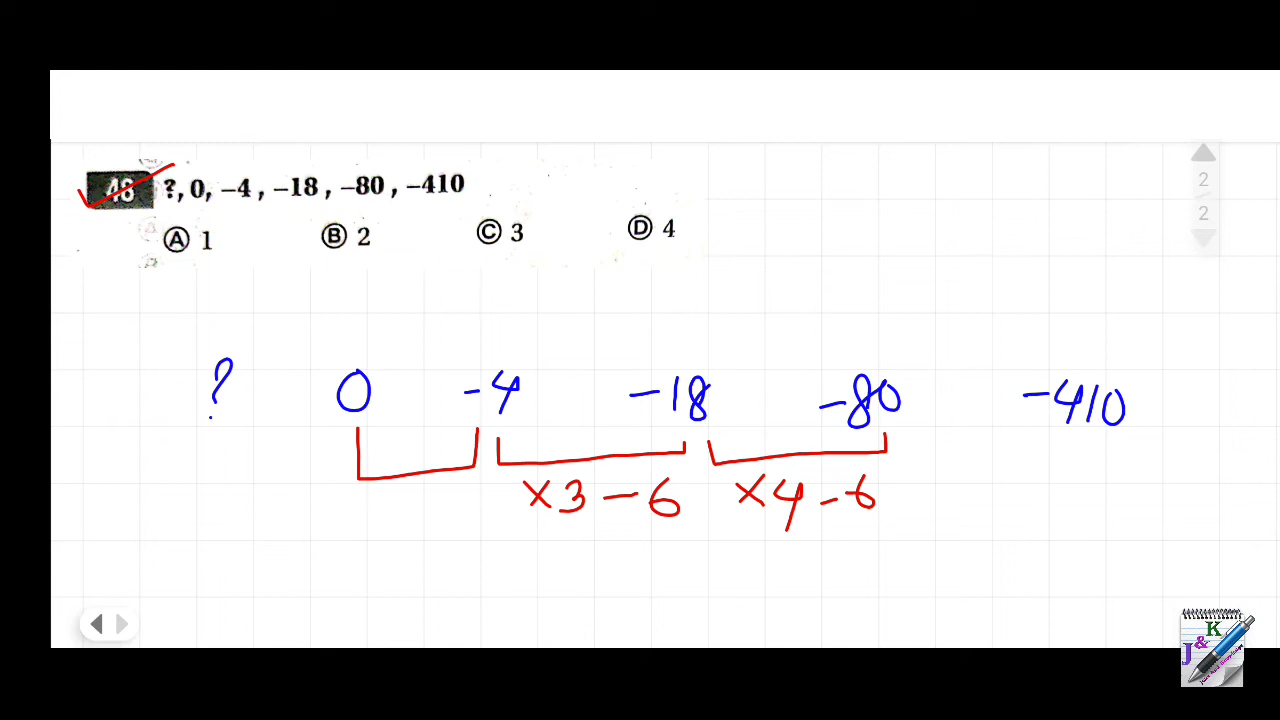 48 ?, 0, −4 , −18 , −80 , −410
Ⓐ 1 Ⓑ 2 Ⓒ 3 Ⓓ 4
2
2
? 0 -4 -18 -80 -410
×3-6 ×4-6
J & K